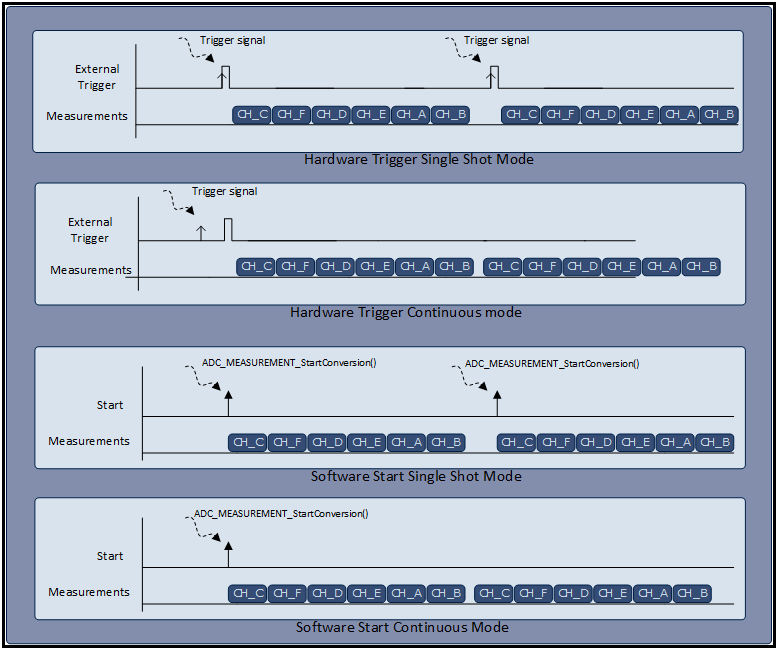 Trigger signal Trigger signal
External
Trigger
Measurements CH_C CH_F CH_D CH_E CH_A CH_B CH_C CH_F CH_D CH_E CH_A CH_B
Hardware Trigger Single Shot Mode
Trigger signal
External
Trigger
Measurements CH_C CH_F CH_D CH_E CH_A CH_B CH_C CH_F CH_D CH_E CH_A CH_B
Hardware Trigger Continuous mode
ADC_MEASUREMENT_StartConversion() ADC_MEASUREMENT_StartConversion()
Start
Measurements CH_C CH_F CH_D CH_E CH_A CH_B CH_C CH_F CH_D CH_E CH_A CH_B
Software Start Single Shot Mode
ADC_MEASUREMENT_StartConversion()
Start
Measurements CH_C CH_F CH_D CH_E CH_A CH_B CH_C CH_F CH_D CH_E CH_A CH_B
Software Start Continuous Mode